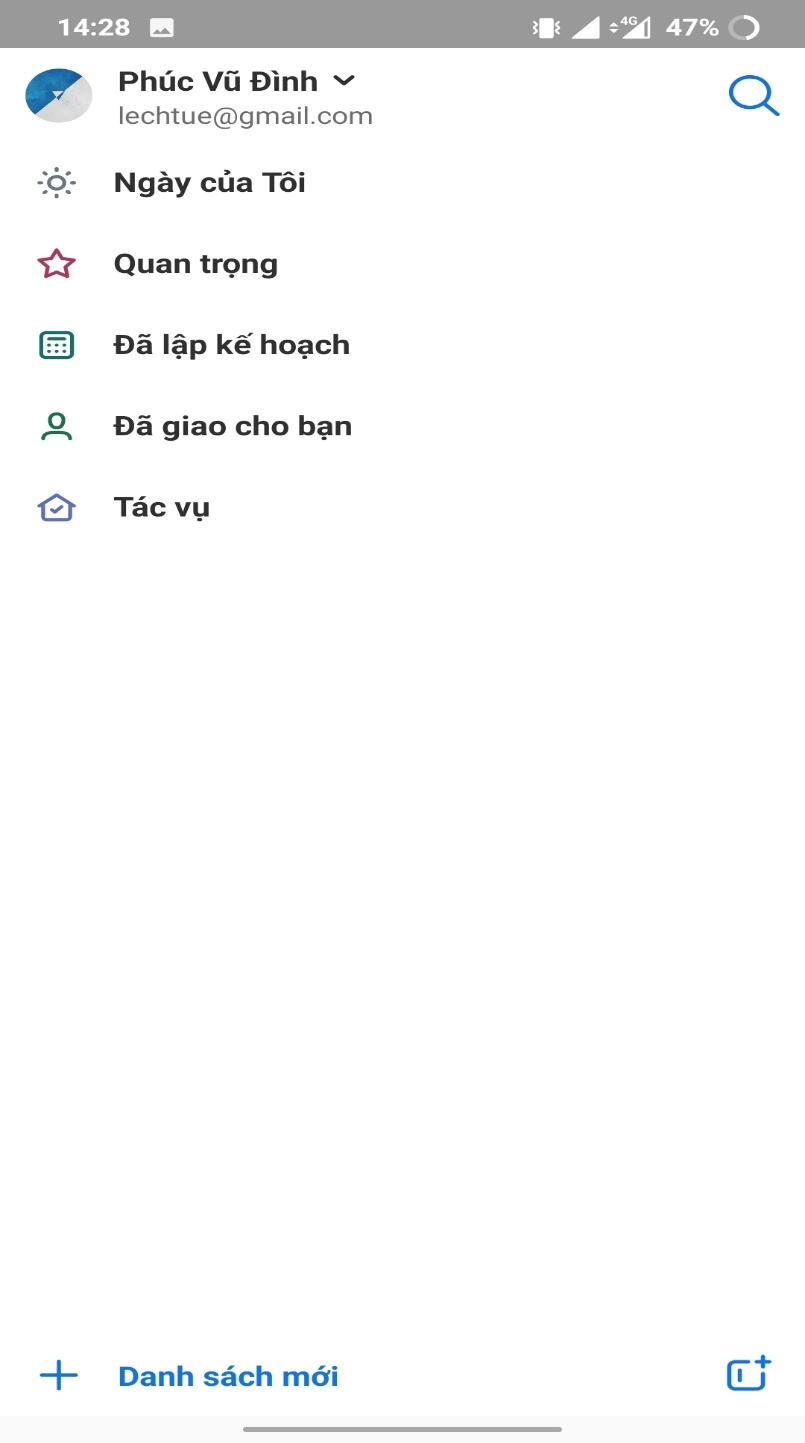 14:28
4G 47%
Phúc Vũ Đình
lechtue@gmail.com
Ngày của Tôi
Quan trọng
Đã lập kế hoạch
Đã giao cho bạn
Tác vụ
Danh sách mới